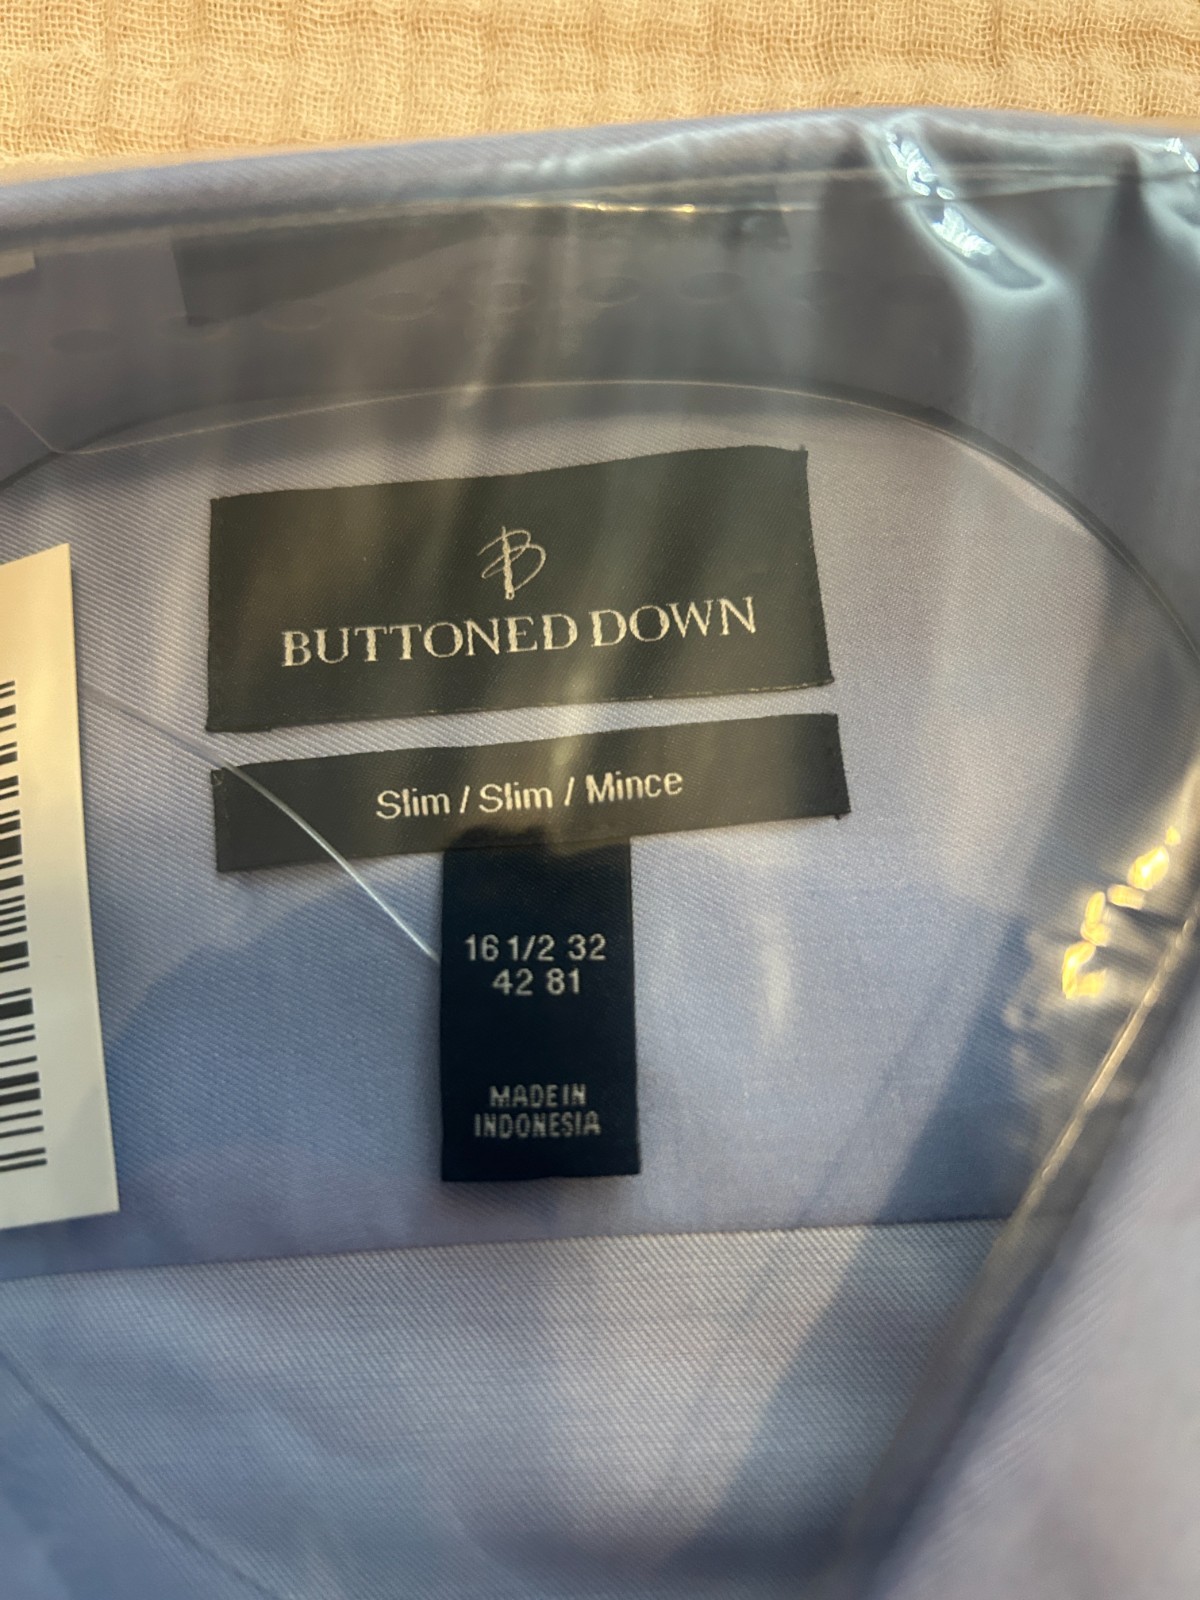 B
BUTTONED DOWN
Slim / Slim / Mince
16 1/2 32
42 81
MADE IN
INDONESIA